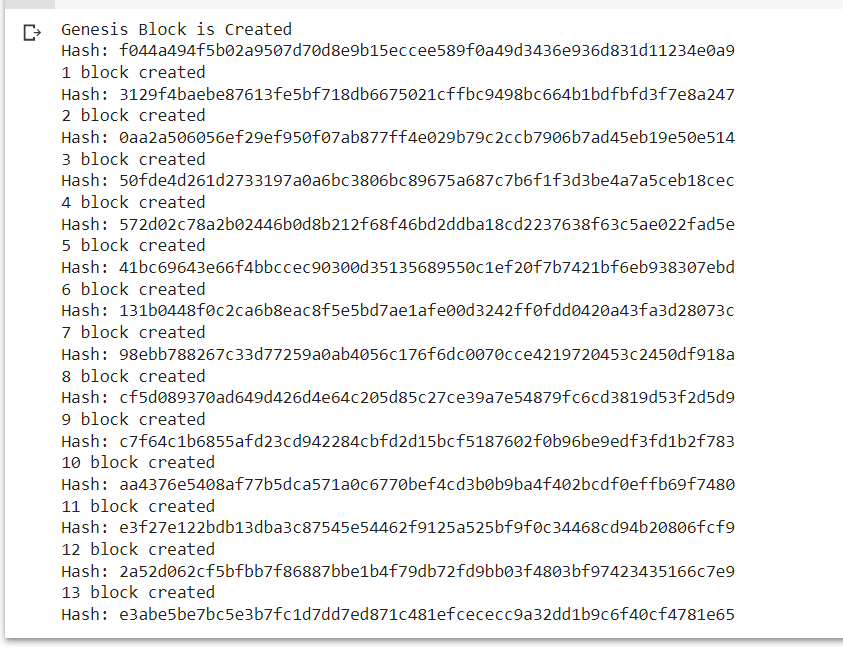 Genesis Block is Created
Hash: f044a494f5b02a9507d70d8e9b15eccee589f0a49d3436e936d831d11234e0a9
1 block created
Hash: 3129f4baebe87613fe5bf718db6675021cffbc9498bc664b1bdfbfd3f7e8a247
2 block created
Hash: 0aa2a506056ef29ef950f07ab877ff4e029b79c2ccb7906b7ad45eb19e50e514
3 block created
Hash: 50fde4d261d2733197a0a6bc3806bc89675a687c7b6f1f3d3be4a7a5ceb18cec
4 block created
Hash: 572d02c78a2b02446b0d8b212f68f46bd2ddba18cd2237638f63c5ae022fad5e
5 block created
Hash: 41bc69643e66f4bbccec90300d35135689550c1ef20f7b7421bf6eb938307ebd
6 block created
Hash: 131b0448f0c2ca6b8eac8f5e5bd7ae1afe00d3242ff0fdd0420a43fa3d28073c
7 block created
Hash: 98ebb788267c33d77259a0ab4056c176f6dc0070cce4219720453c2450df918a
8 block created
Hash: cf5d089370ad649d426d4e64c205d85c27ce39a7e54879fc6cd3819d53f2d5d9
9 block created
Hash: c7f64c1b6855afd23cd942284cbfd2d15bcf5187602f0b96be9edf3fd1b2f783
10 block created
Hash: aa4376e5408af77b5dca571a0c6770bef4cd3b0b9ba4f402bcdf0effb69f7480
11 block created
Hash: e3f27e122bdb13dba3c87545e54462f9125a525bf9f0c34468cd94b20806fcf9
12 block created
Hash: 2a52d062cf5bfbb7f86887bbe1b4f79db72fd9bb03f4803bf97423435166c7e9
13 block created
Hash: e3abe5be7bc5e3b7fc1d7dd7ed871c481efcececc9a32dd1b9c6f40cf4781e65